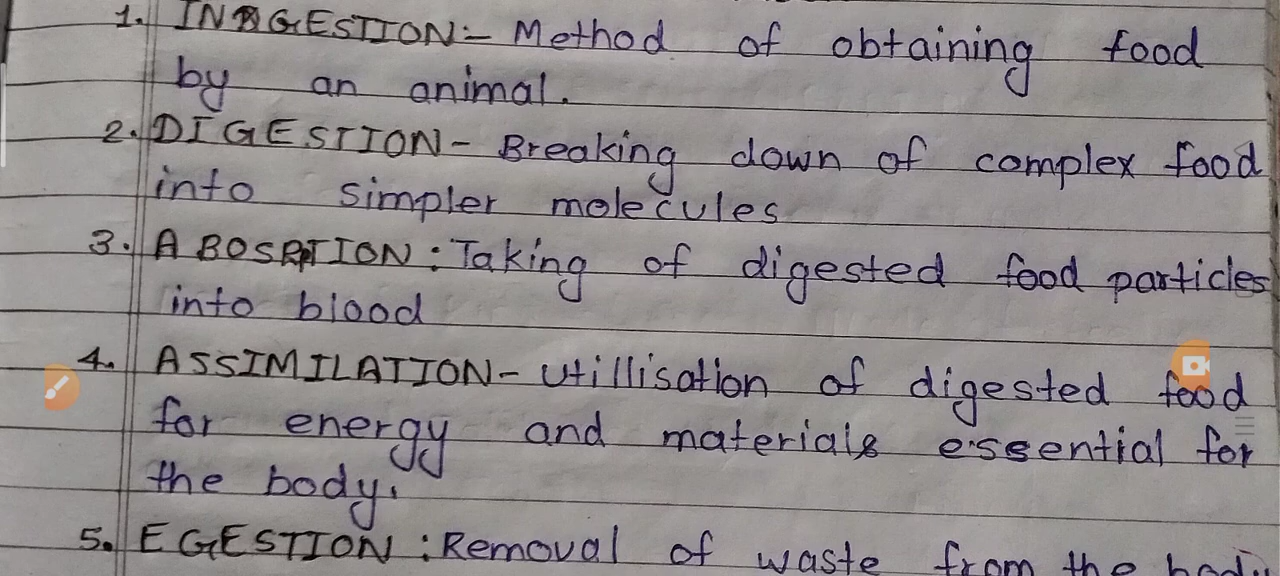 1. INGESTION:- Method of obtaining food
by an animal.
2. DIGESTION- Breaking down of complex food
into simpler molecules
3. ABOSRPTION: Taking of digested food particles
into blood
4. ASSIMILATION- utillisation of digested food
for energy and materials essential for
the body.
5. EGESTION: Removal of waste from the body